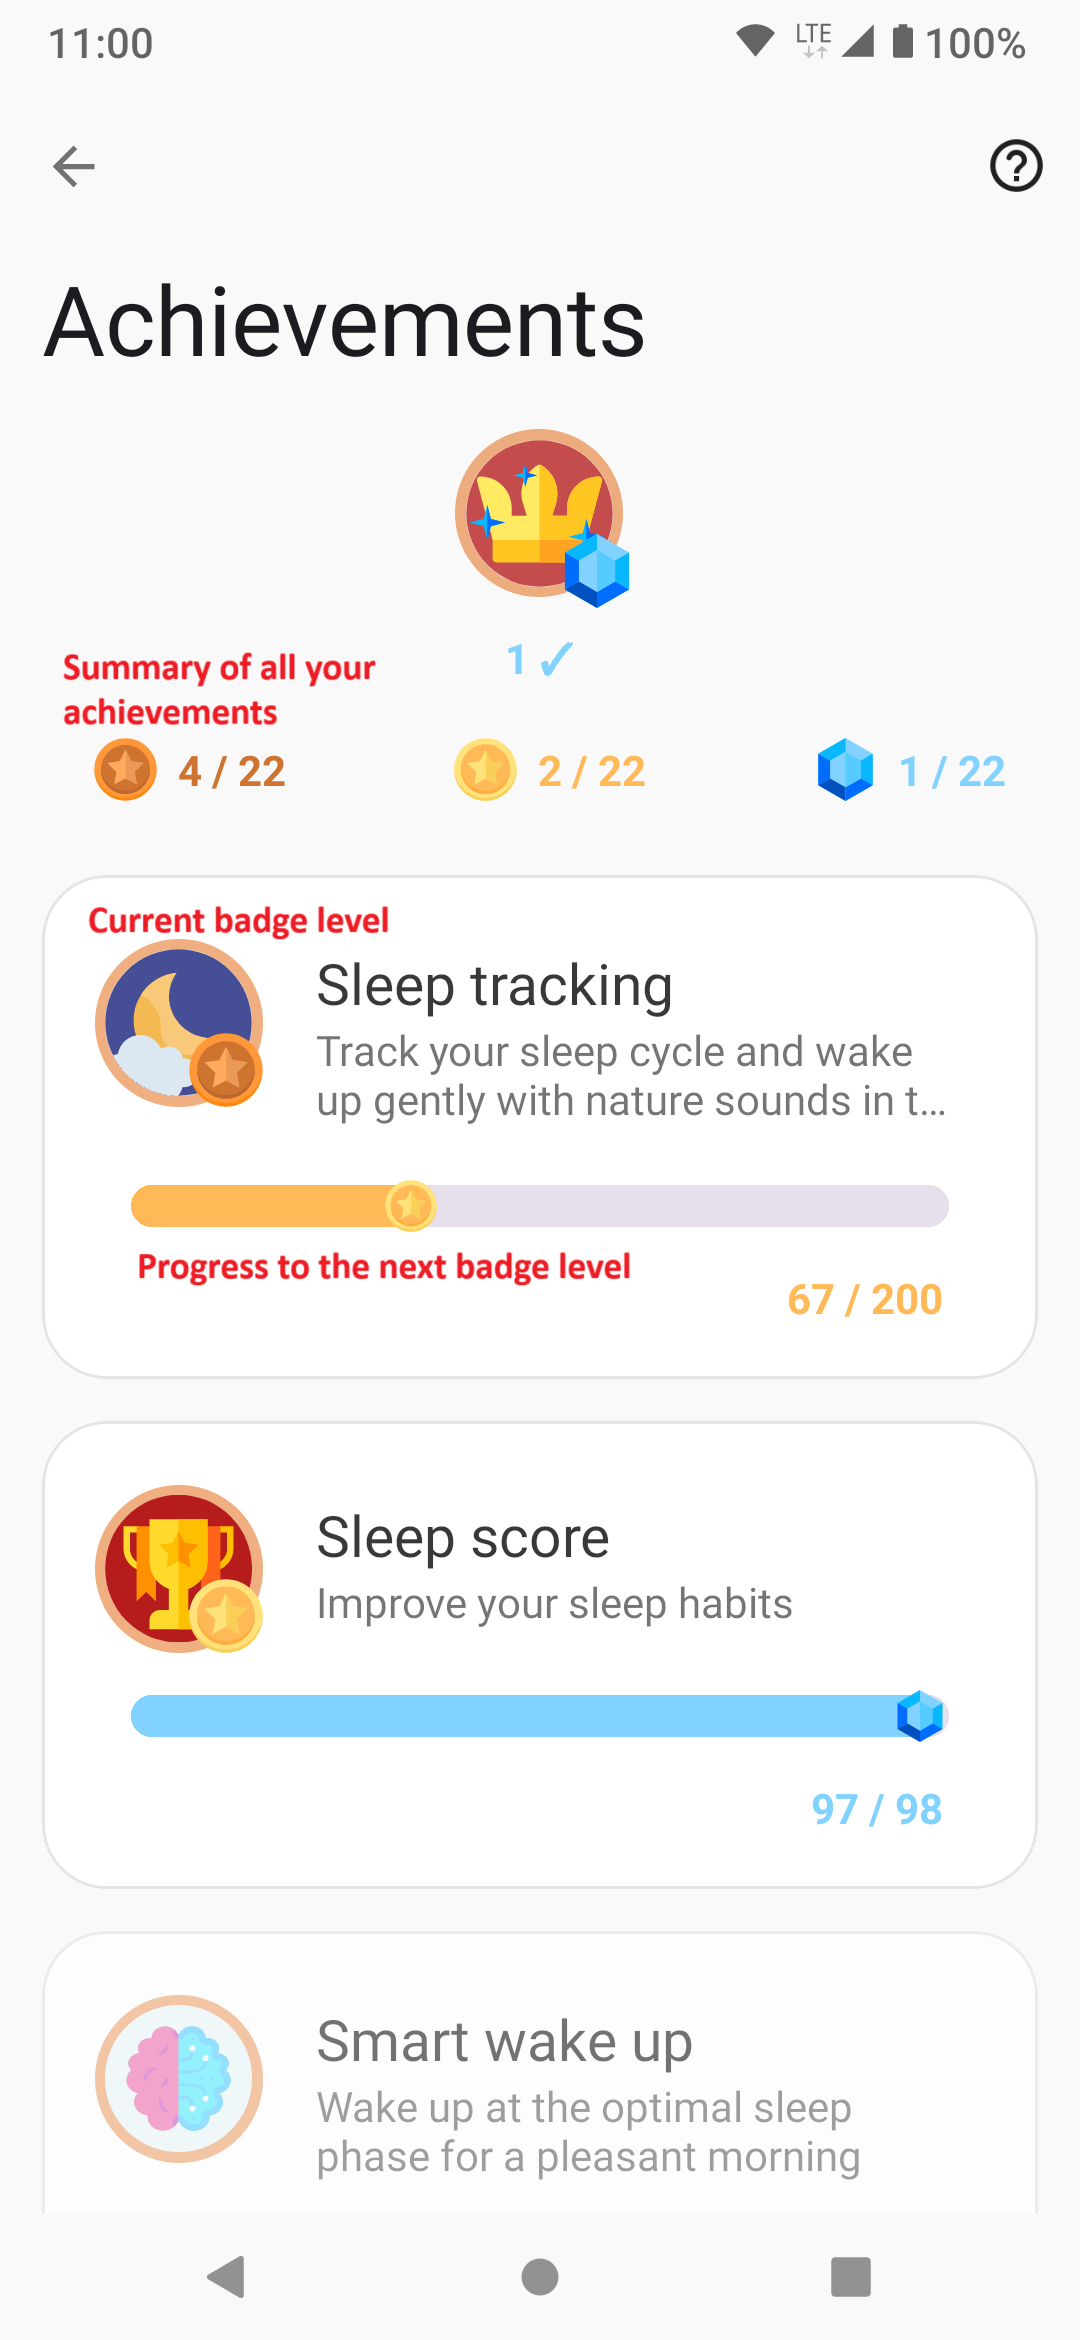 11:00 LTE 100%
Achievements
1 ✓
Summary of all your
achievements
4 / 22 2 / 22 1 / 22
Current badge level
Sleep tracking
Track your sleep cycle and wake
up gently with nature sounds in t...
Progress to the next badge level
67 / 200
Sleep score
Improve your sleep habits
97 / 98
Smart wake up
Wake up at the optimal sleep
phase for a pleasant morning